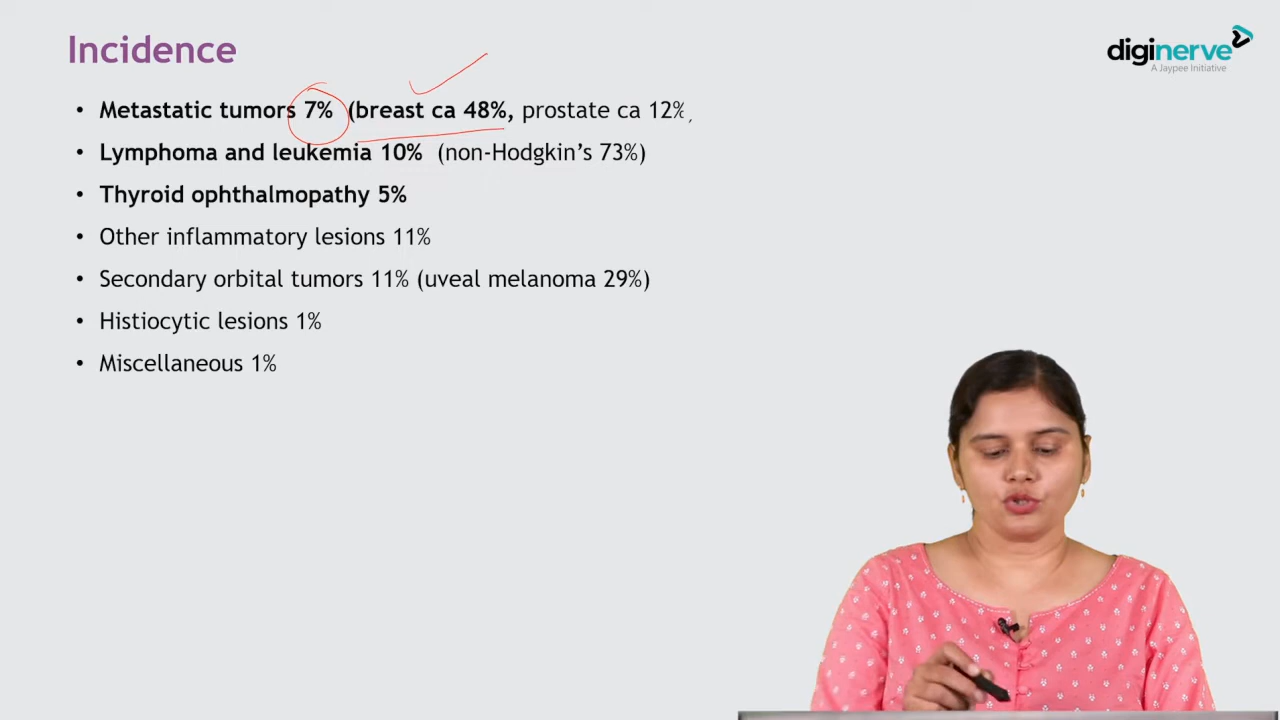 Incidence
diginerve
A Jaypee Initiative
• Metastatic tumors 7% (breast ca 48%, prostate ca 12%,
• Lymphoma and leukemia 10% (non-Hodgkin’s 73%)
• Thyroid ophthalmopathy 5%
• Other inflammatory lesions 11%
• Secondary orbital tumors 11% (uveal melanoma 29%)
• Histiocytic lesions 1%
• Miscellaneous 1%